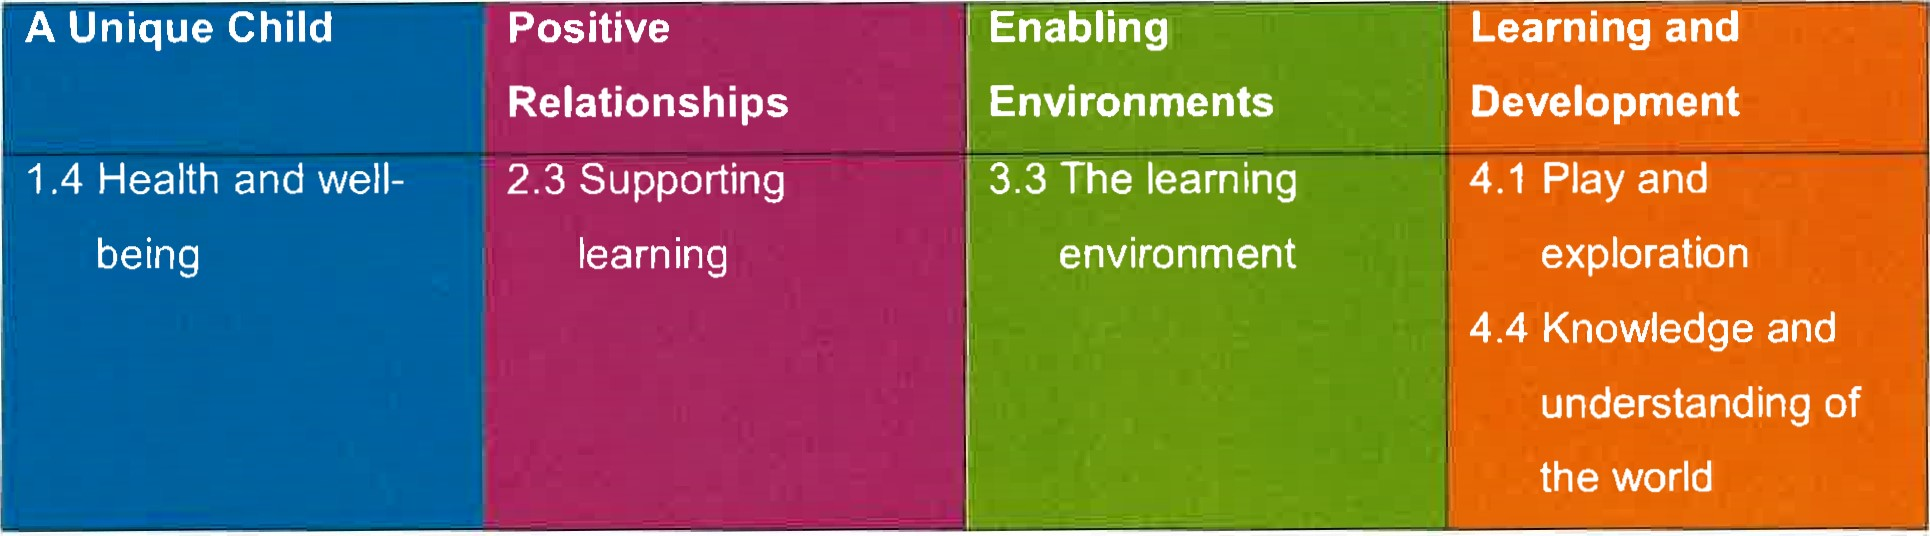 A Unique Child
Positive
Relationships
Enabling
Environments
Learning and
Development
1.4 Health and well-
being
2.3 Supporting
learning
3.3 The learning
environment
4.1 Play and
exploration
4.4 Knowledge and
understanding of
the world